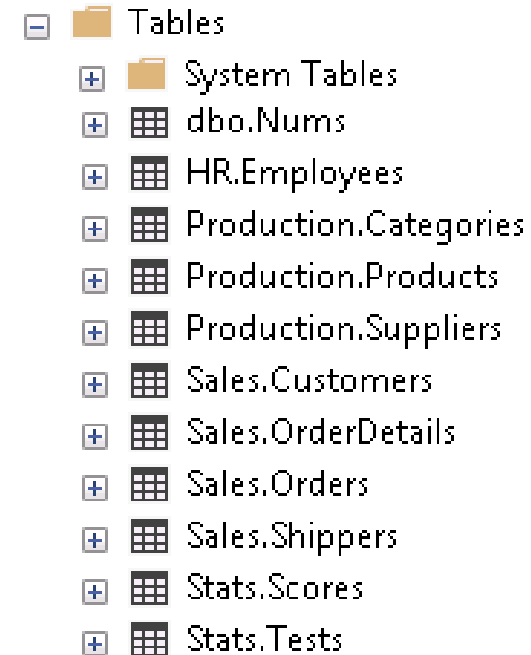 Tables
System Tables
dbo.Nums
HR.Employees
Production.Categories
Production.Products
Production.Suppliers
Sales.Customers
Sales.OrderDetails
Sales.Orders
Sales.Shippers
Stats.Scores
Stats.Tests